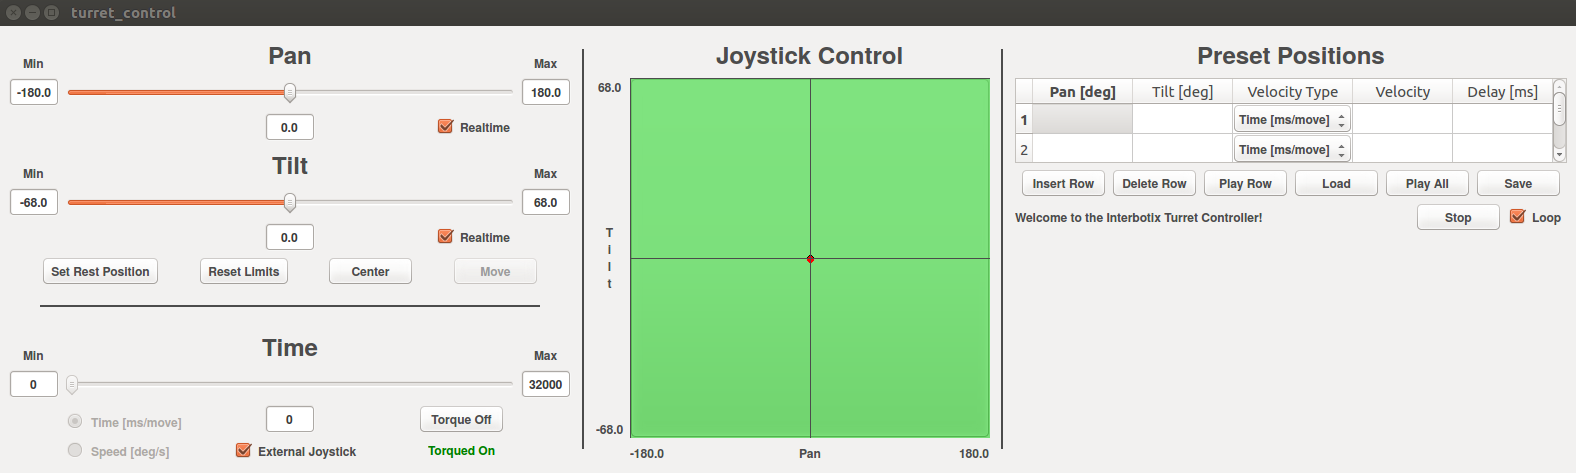 turret_control
Pan
Min
Max
-180.0
180.0
0.0
Realtime
Tilt
Min
Max
-68.0
68.0
0.0
Realtime
Set Rest Position
Reset Limits
Center
Move
Time
Min
Max
0
32000
Time [ms/move]
0
Torque Off
Speed [deg/s]
External Joystick
Torqued On
Joystick Control
68.0
Tilt
-68.0
-180.0
Pan
180.0
Preset Positions
Pan [deg] Tilt [deg] Velocity Type Velocity Delay [ms]
1 Time [ms/move]
2 Time [ms/move]
Insert Row
Delete Row
Play Row
Load
Play All
Save
Welcome to the Interbotix Turret Controller!
Stop
Loop